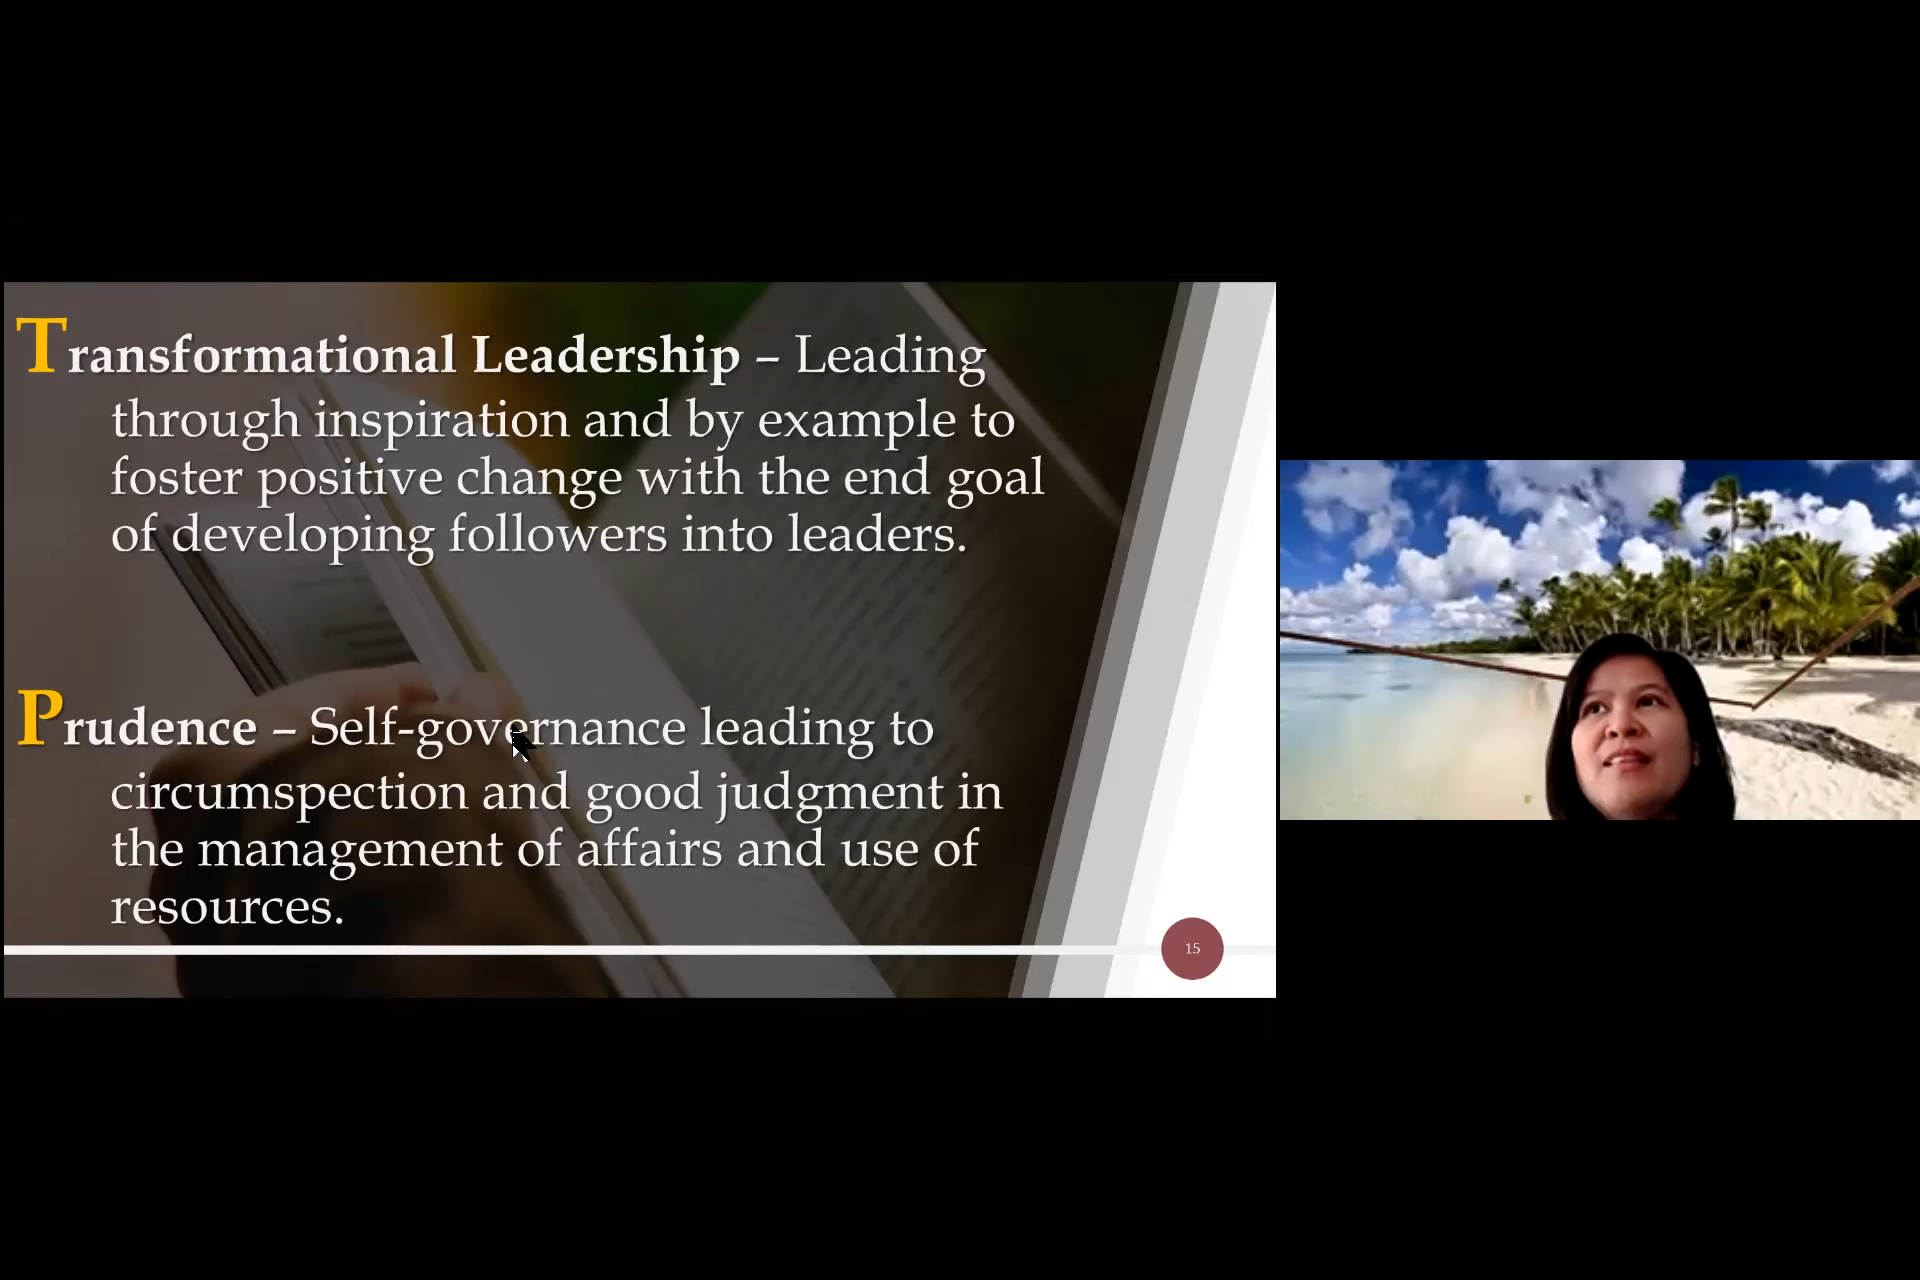 Transformational Leadership – Leading
through inspiration and by example to
foster positive change with the end goal
of developing followers into leaders.
Prudence – Self-governance leading to
circumspection and good judgment in
the management of affairs and use of
resources.
15